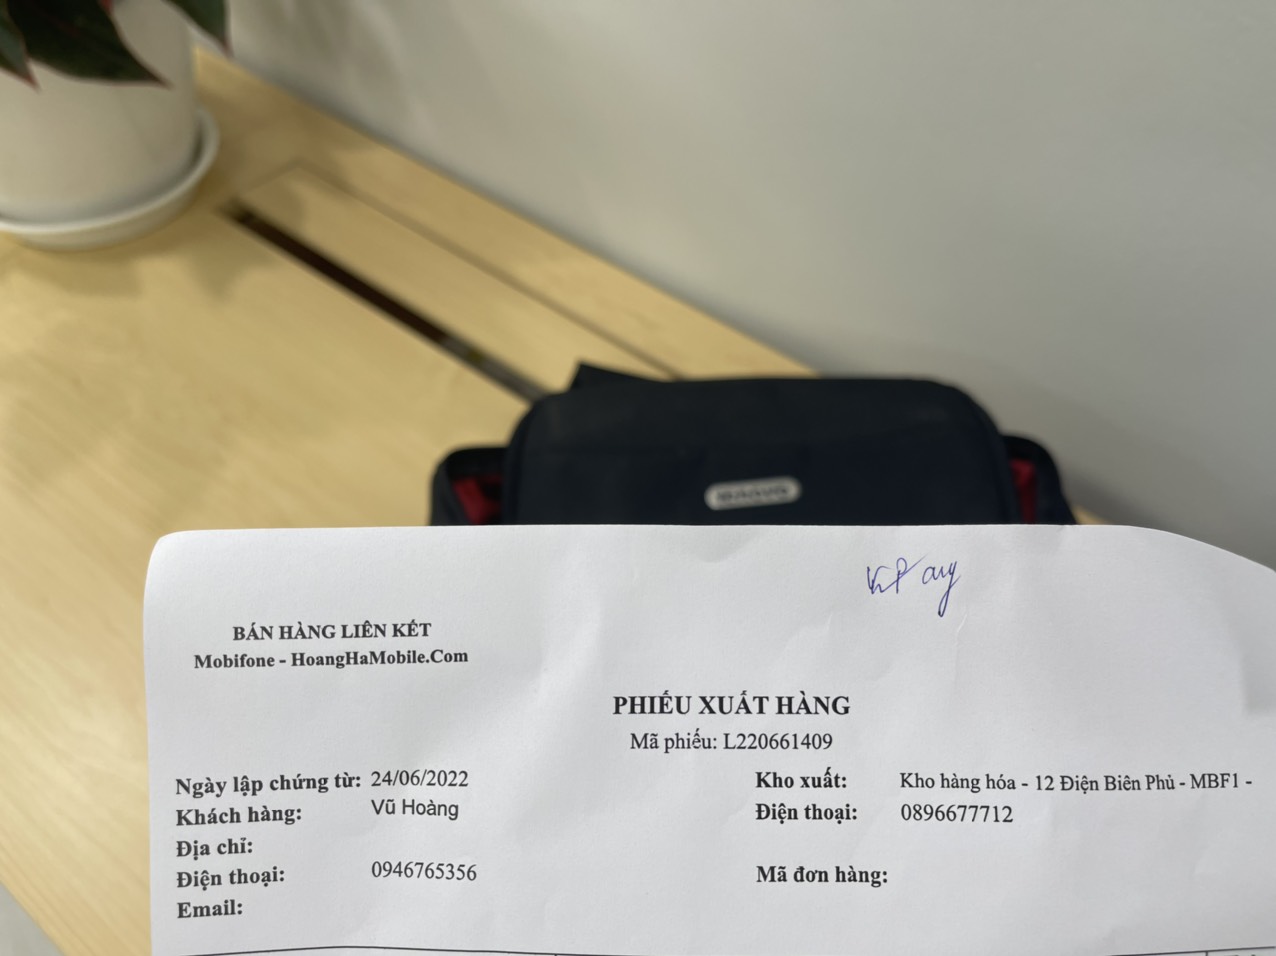 BÁN HÀNG LIÊN KẾT
Mobifone - HoangHaMobile.Com
PHIẾU XUẤT HÀNG
Mã phiếu: L220661409
Ngày lập chứng từ: 24/06/2022
Khách hàng: Vũ Hoàng
Địa chỉ:
Điện thoại: 0946765356
Email:
Kho xuất: Kho hàng hóa - 12 Điện Biên Phủ - MBF1 -
Điện thoại: 0896677712
Mã đơn hàng: